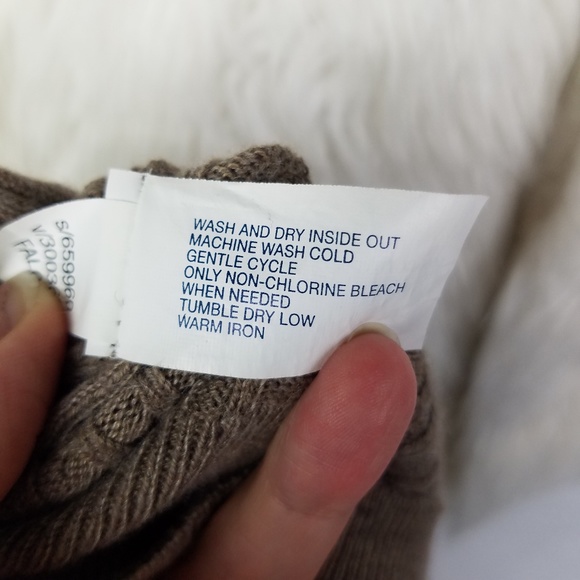 WASH AND DRY INSIDE OUT
MACHINE WASH COLD
GENTLE CYCLE
ONLY NON-CHLORINE BLEACH
WHEN NEEDED
TUMBLE DRY LOW
WARM IRON